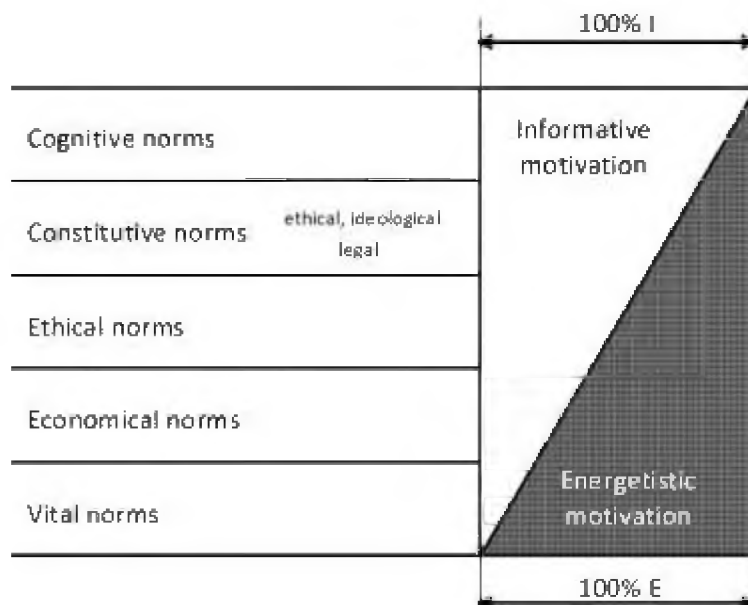 100% I
Cognitive norms
Informative
motivation
Constitutive norms
ethical, ideological
legal
Ethical norms
Economical norms
Vital norms
Energetistic
motivation
100% E